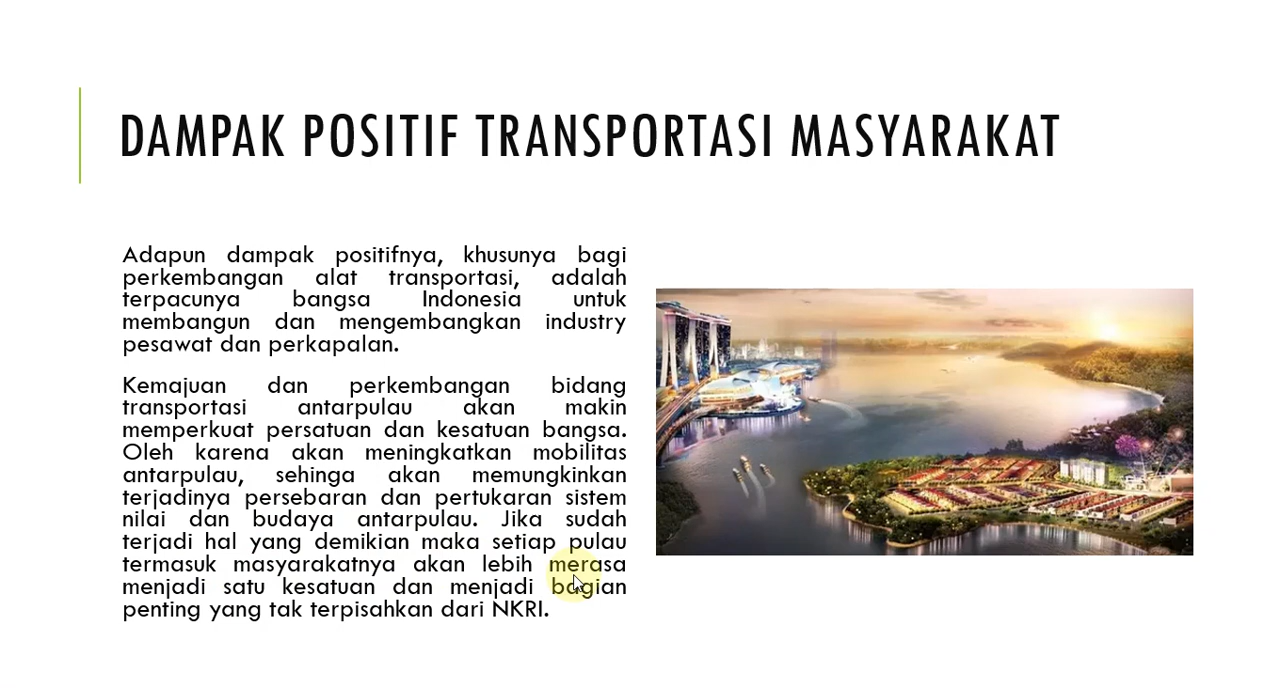 DAMPAK POSITIF TRANSPORTASI MASYARAKAT
Adapun dampak positifnya, khusunya bagi
perkembangan alat transportasi, adalah
terpacunya bangsa Indonesia untuk
membangun dan mengembangkan industry
pesawat dan perkapalan.
Kemajuan dan perkembangan bidang
transportasi antarpulau akan makin
memperkuat persatuan dan kesatuan bangsa.
Oleh karena akan meningkatkan mobilitas
antarpulau, sehinga akan memungkinkan
terjadinya persebaran dan pertukaran sistem
nilai dan budaya antarpulau. Jika sudah
terjadi hal yang demikian maka setiap pulau
termasuk masyarakatnya akan lebih merasa
menjadi satu kesatuan dan menjadi bagian
penting yang tak terpisahkan dari NKRI.